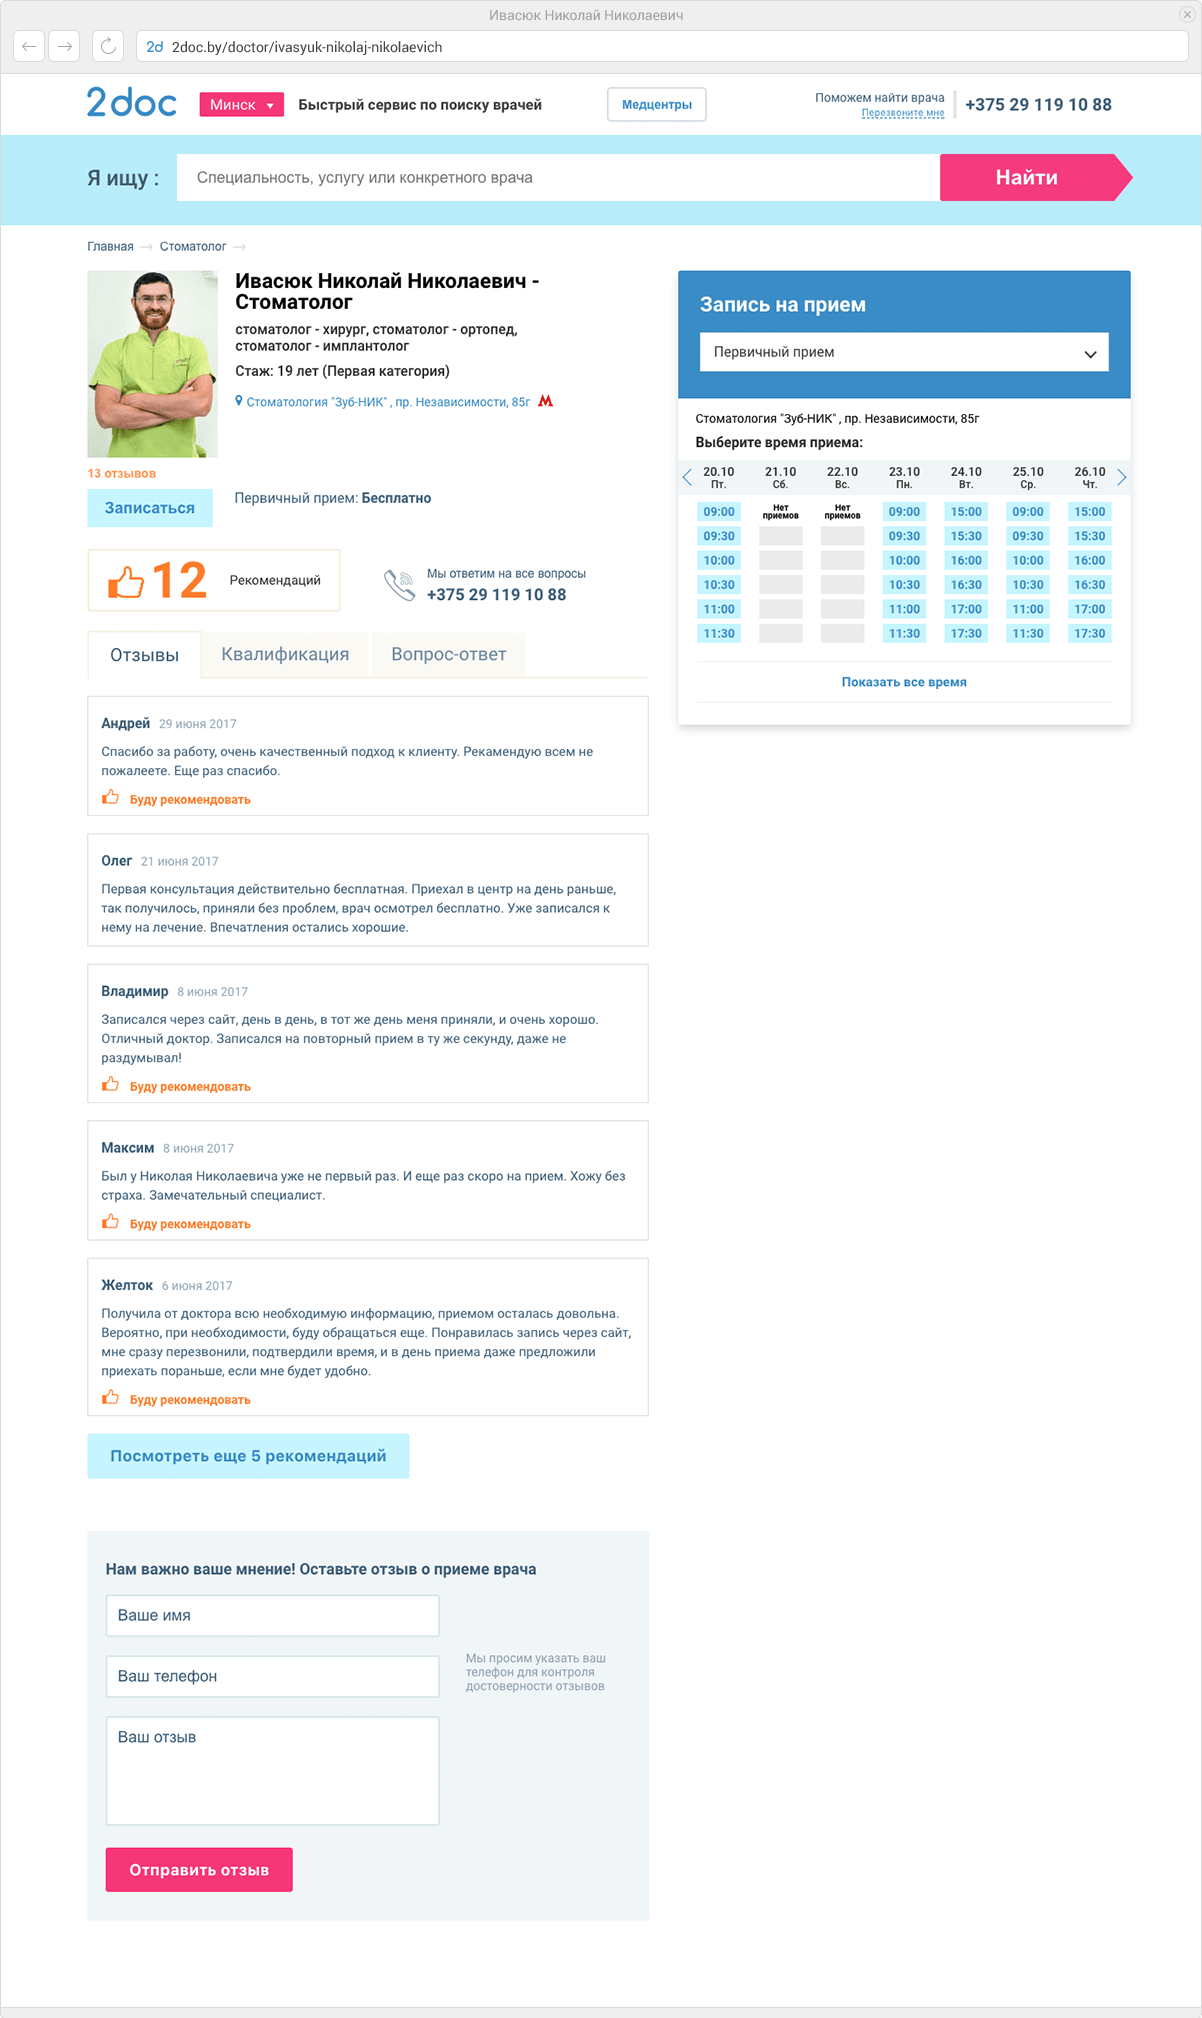 Ивасюк Николай Николаевич
2d 2doc.by/doctor/ivasyuk-nikolaj-nikolaevich
2doc
Минск
Быстрый сервис по поиску врачей
Медцентры
Поможем найти врача
Перезвоните мне
+375 29 119 10 88
Я ищу :
Специальность, услугу или конкретного врача
Найти
Главная
Стоматолог
Ивасюк Николай Николаевич -
Стоматолог
стоматолог - хирург, стоматолог - ортопед,
стоматолог - имплантолог
Стаж: 19 лет (Первая категория)
Стоматология "Зуб-НИК" , пр. Независимости, 85г
13 отзывов
Записаться
Первичный прием: Бесплатно
12
Рекомендаций
Мы ответим на все вопросы
+375 29 119 10 88
Запись на прием
Первичный прием
Стоматология "Зуб-НИК" , пр. Независимости, 85г
Выберите время приема:
20.10 21.10 22.10 23.10 24.10 25.10 26.10
Пт. Сб. Вс. Пн. Вт. Ср. Чт.
09:00 Нет приемов Нет приемов 09:00 15:00 09:00 15:00
09:30 09:30 15:30 09:30 15:30
10:00 10:00 16:00 10:00 16:00
10:30 10:30 16:30 10:30 16:30
11:00 11:00 17:00 11:00 17:00
11:30 11:30 17:30 11:30 17:30
Показать все время
Отзывы
Квалификация
Вопрос-ответ
Андрей 29 июня 2017
Спасибо за работу, очень качественный подход к клиенту. Рекамендую всем не
пожалеете. Еще раз спасибо.
Буду рекомендовать
Олег 21 июня 2017
Первая консультация действительно бесплатная. Приехал в центр на день раньше,
так получилось, приняли без проблем, врач осмотрел бесплатно. Уже записался к
нему на лечение. Впечатления остались хорошие.
Владимир 8 июня 2017
Записался через сайт, день в день, в тот же день меня приняли, и очень хорошо.
Отличный доктор. Записался на повторный прием в ту же секунду, даже не
раздумывал!
Буду рекомендовать
Максим 8 июня 2017
Был у Николая Николаевича уже не первый раз. И еще раз скоро на прием. Хожу без
страха. Замечательный специалист.
Буду рекомендовать
Желток 6 июня 2017
Получила от доктора всю необходимую информацию, приемом осталась довольна.
Вероятно, при необходимости, буду обращаться еще. Понравилась запись через сайт,
мне сразу перезвонили, подтвердили время, и в день приема даже предложили
приехать пораньше, если мне будет удобно.
Буду рекомендовать
Посмотреть еще 5 рекомендаций
Нам важно ваше мнение! Оставьте отзыв о приеме врача
Ваше имя
Ваш телефон
Мы просим указать ваш
телефон для контроля
достоверности отзывов
Ваш отзыв
Отправить отзыв